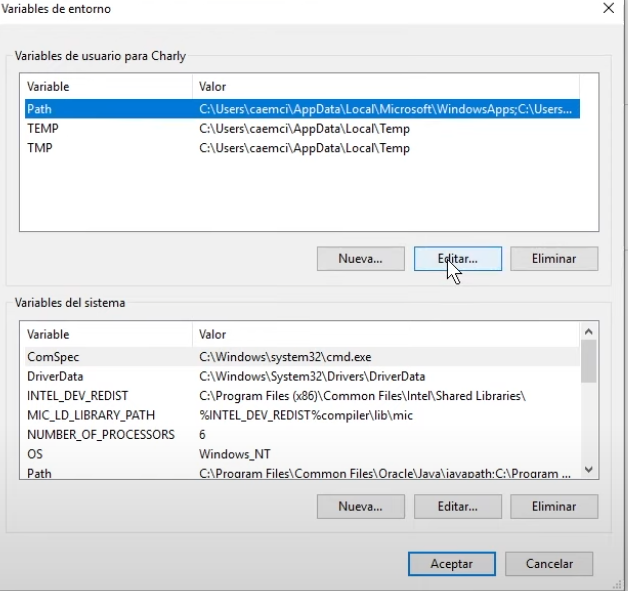 Variables de entorno
Variables de usuario para Charly
Variable Valor
Path C:\Users\caemci\AppData\Local\Microsoft\WindowsApps;C:\Users...
TEMP C:\Users\caemci\AppData\Local\Temp
TMP C:\Users\caemci\AppData\Local\Temp
Nueva... Editar... Eliminar
Variables del sistema
Variable Valor
ComSpec C:\Windows\system32\cmd.exe
DriverData C:\Windows\System32\Drivers\DriverData
INTEL_DEV_REDIST C:\Program Files (x86)\Common Files\Intel\Shared Libraries\
MIC_LD_LIBRARY_PATH %INTEL_DEV_REDIST%compiler\lib\mic
NUMBER_OF_PROCESSORS 6
OS Windows_NT
Path C:\Program Files\Common Files\Oracle\Java\javapath;C:\Program ...
Nueva... Editar... Eliminar
Aceptar Cancelar